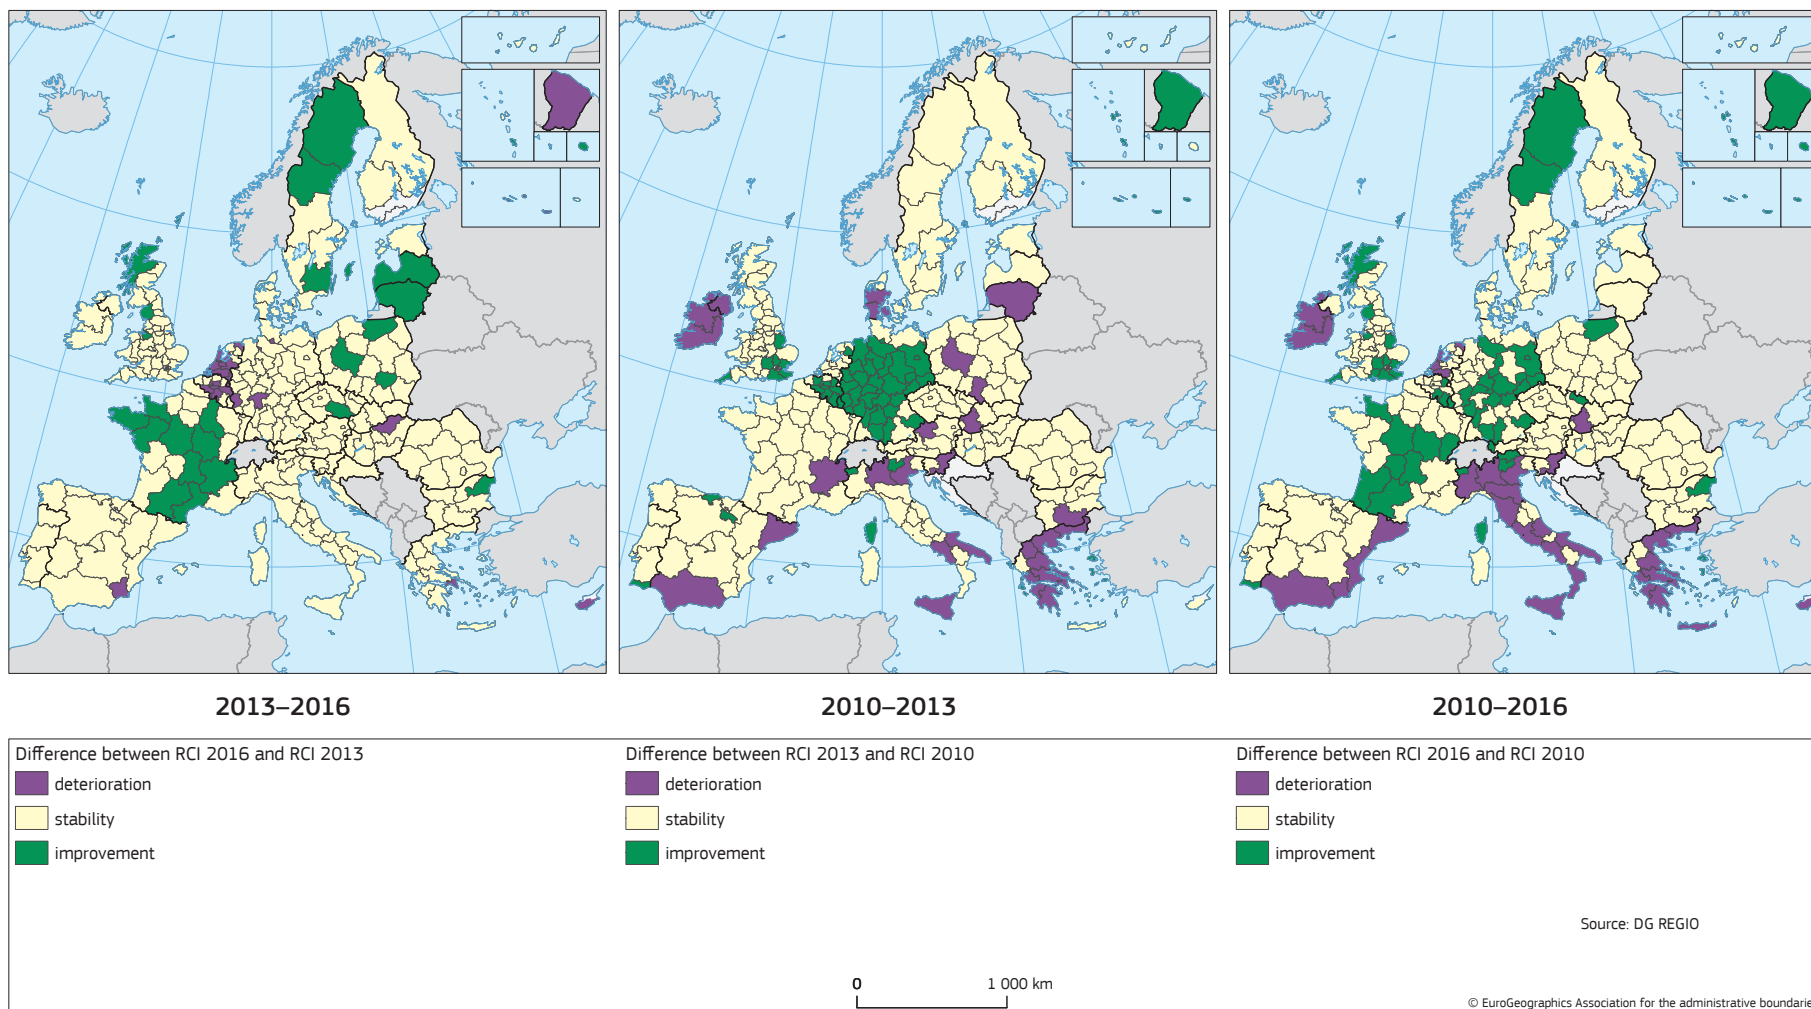 2013–2016
2010–2013
2010–2016
Difference between RCI 2016 and RCI 2013
deterioration
stability
improvement
Difference between RCI 2013 and RCI 2010
deterioration
stability
improvement
Difference between RCI 2016 and RCI 2010
deterioration
stability
improvement
Source: DG REGIO
0 1 000 km
© EuroGeographics Association for the administrative boundarie